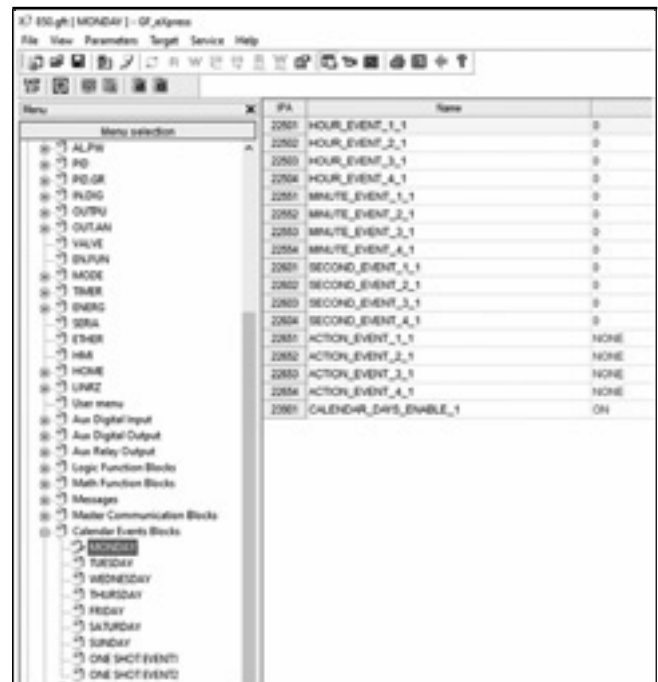 850.gft [ MONDAY ] - GF_eXpress
File View Parameters Target Service Help
Menu
Menu selection
AL.PW
PID
PID.GR
IN.DIG
OUTPU
OUT.AN
VALVE
EN.FUN
MODE
TIMER
ENERG
SERIA
ETHER
HMI
HOME
LINRZ
User menu
Aux Digital Input
Aux Digital Output
Aux Relay Output
Logic Function Blocks
Math Function Blocks
Messages
Master Communication Blocks
Calendar Events Blocks
MONDAY
TUESDAY
WEDNESDAY
THURSDAY
FRIDAY
SATURDAY
SUNDAY
ONE SHOT EVENT1
ONE SHOT EVENT2
IPA Name
22501 HOUR_EVENT_1_1 0
22502 HOUR_EVENT_2_1 0
22503 HOUR_EVENT_3_1 0
22504 HOUR_EVENT_4_1 0
22551 MINUTE_EVENT_1_1 0
22552 MINUTE_EVENT_2_1 0
22553 MINUTE_EVENT_3_1 0
22554 MINUTE_EVENT_4_1 0
22601 SECOND_EVENT_1_1 0
22602 SECOND_EVENT_2_1 0
22603 SECOND_EVENT_3_1 0
22604 SECOND_EVENT_4_1 0
22651 ACTION_EVENT_1_1 NONE
22652 ACTION_EVENT_2_1 NONE
22653 ACTION_EVENT_3_1 NONE
22654 ACTION_EVENT_4_1 NONE
CALENDAR_DAYS_ENABLE_1 ON